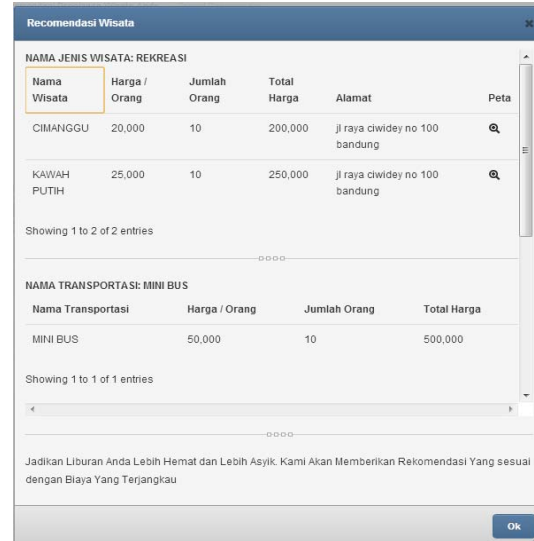 Recomendasi Wisata
NAMA JENIS WISATA: REKREASI
Nama Wisata Harga / Orang Jumlah Orang Total Harga Alamat Peta
CIMANGGU 20,000 10 200,000 jl raya ciwidey no 100 bandung
KAWAH PUTIH 25,000 10 250,000 jl raya ciwidey no 100 bandung
Showing 1 to 2 of 2 entries
NAMA TRANSPORTASI: MINI BUS
Nama Transportasi Harga / Orang Jumlah Orang Total Harga
MINI BUS 50,000 10 500,000
Showing 1 to 1 of 1 entries
Jadikan Liburan Anda Lebih Hemat dan Lebih Asyik. Kami Akan Memberikan Rekomendasi Yang sesuai
dengan Biaya Yang Terjangkau
Ok